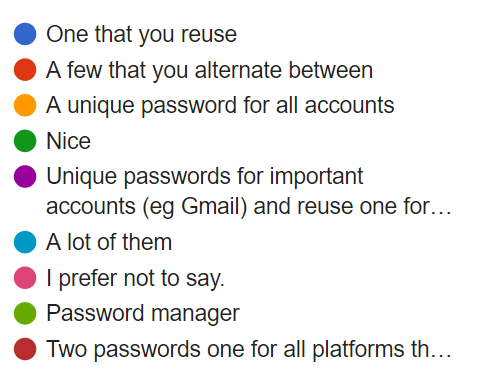 One that you reuse
A few that you alternate between
A unique password for all accounts
Nice
Unique passwords for important
accounts (eg Gmail) and reuse one for…
A lot of them
I prefer not to say.
Password manager
Two passwords one for all platforms th…